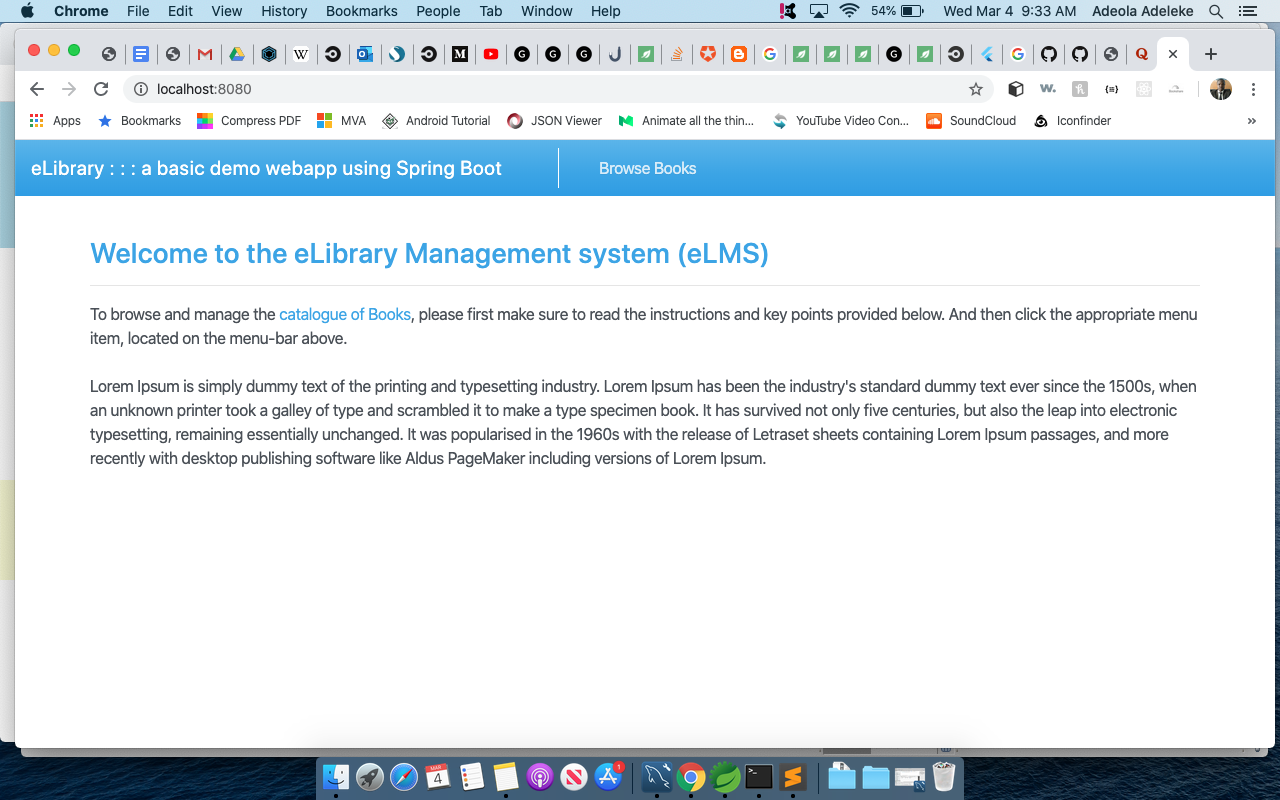 Chrome File Edit View History Bookmarks People Tab Window Help 54% Wed Mar 4 9:33 AM Adeola Adeleke
localhost:8080
Apps Bookmarks Compress PDF MVA Android Tutorial JSON Viewer Animate all the thin... YouTube Video Con... SoundCloud Iconfinder »
eLibrary : : : a basic demo webapp using Spring Boot Browse Books
Welcome to the eLibrary Management system (eLMS)
To browse and manage the catalogue of Books, please first make sure to read the instructions and key points provided below. And then click the appropriate menu
item, located on the menu-bar above.
Lorem Ipsum is simply dummy text of the printing and typesetting industry. Lorem Ipsum has been the industry's standard dummy text ever since the 1500s, when
an unknown printer took a galley of type and scrambled it to make a type specimen book. It has survived not only five centuries, but also the leap into electronic
typesetting, remaining essentially unchanged. It was popularised in the 1960s with the release of Letraset sheets containing Lorem Ipsum passages, and more
recently with desktop publishing software like Aldus PageMaker including versions of Lorem Ipsum.
MAR
4
1